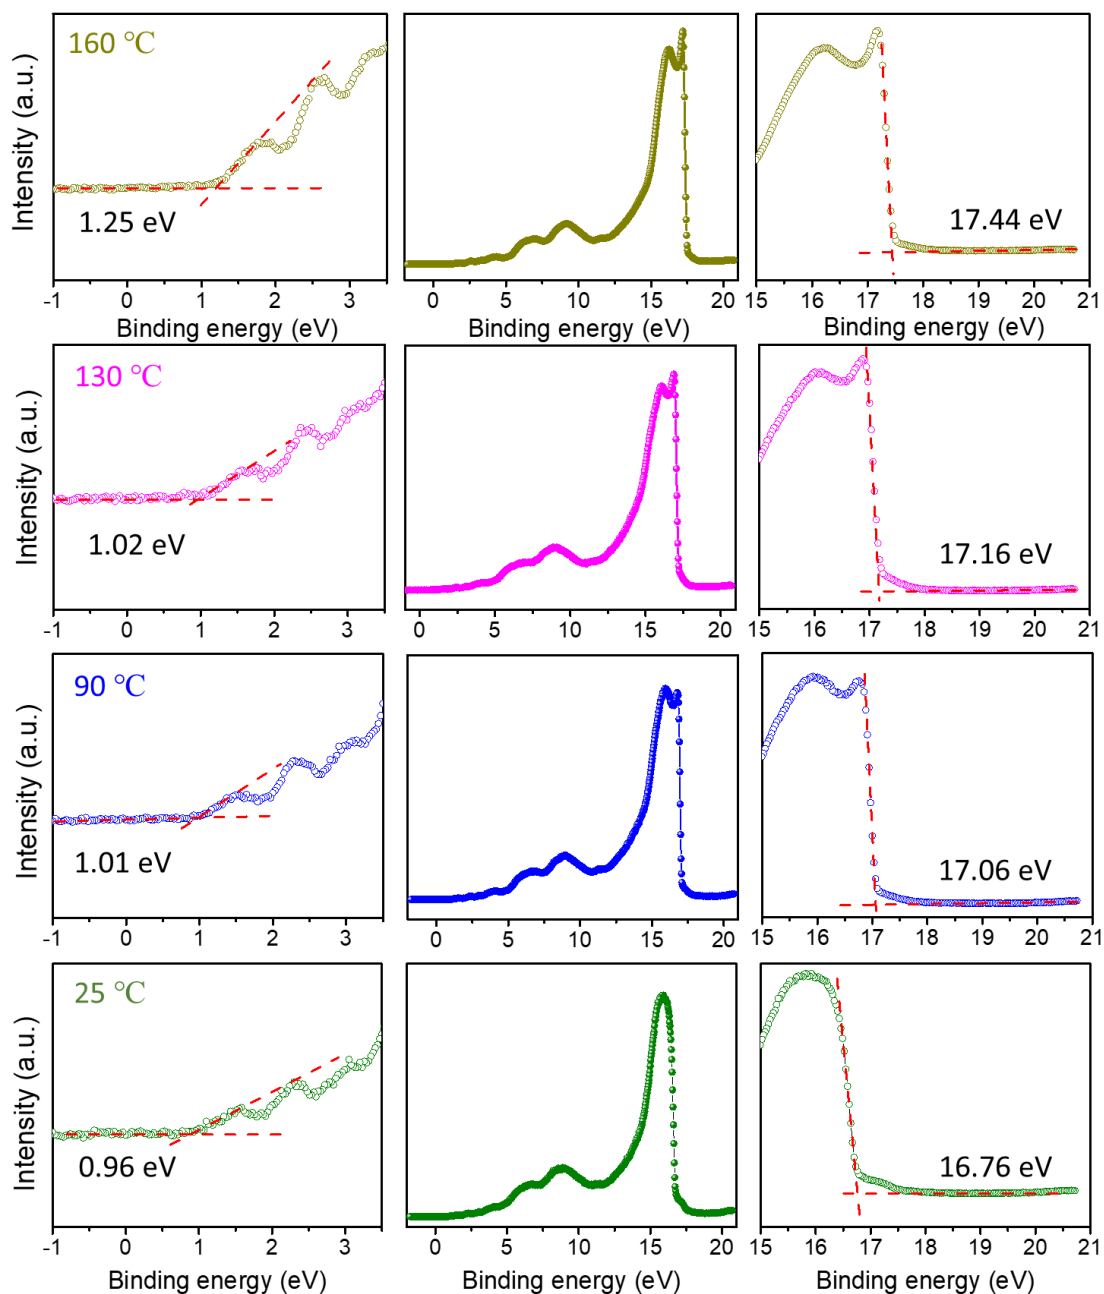 Intensity (a.u.)
160 ℃
1.25 eV
17.44 eV
-1 0 1 2 3
0 5 10 15 20
15 16 17 18 19 20 21
Binding energy (eV)
Binding energy (eV)
Binding energy (eV)
Intensity (a.u.)
130 ℃
1.02 eV
17.16 eV
-1 0 1 2 3
0 5 10 15 20
15 16 17 18 19 20 21
Intensity (a.u.)
90 ℃
1.01 eV
17.06 eV
-1 0 1 2 3
0 5 10 15 20
15 16 17 18 19 20 21
Intensity (a.u.)
25 ℃
0.96 eV
16.76 eV
-1 0 1 2 3
0 5 10 15 20
15 16 17 18 19 20 21
Binding energy (eV)
Binding energy (eV)
Binding energy (eV)